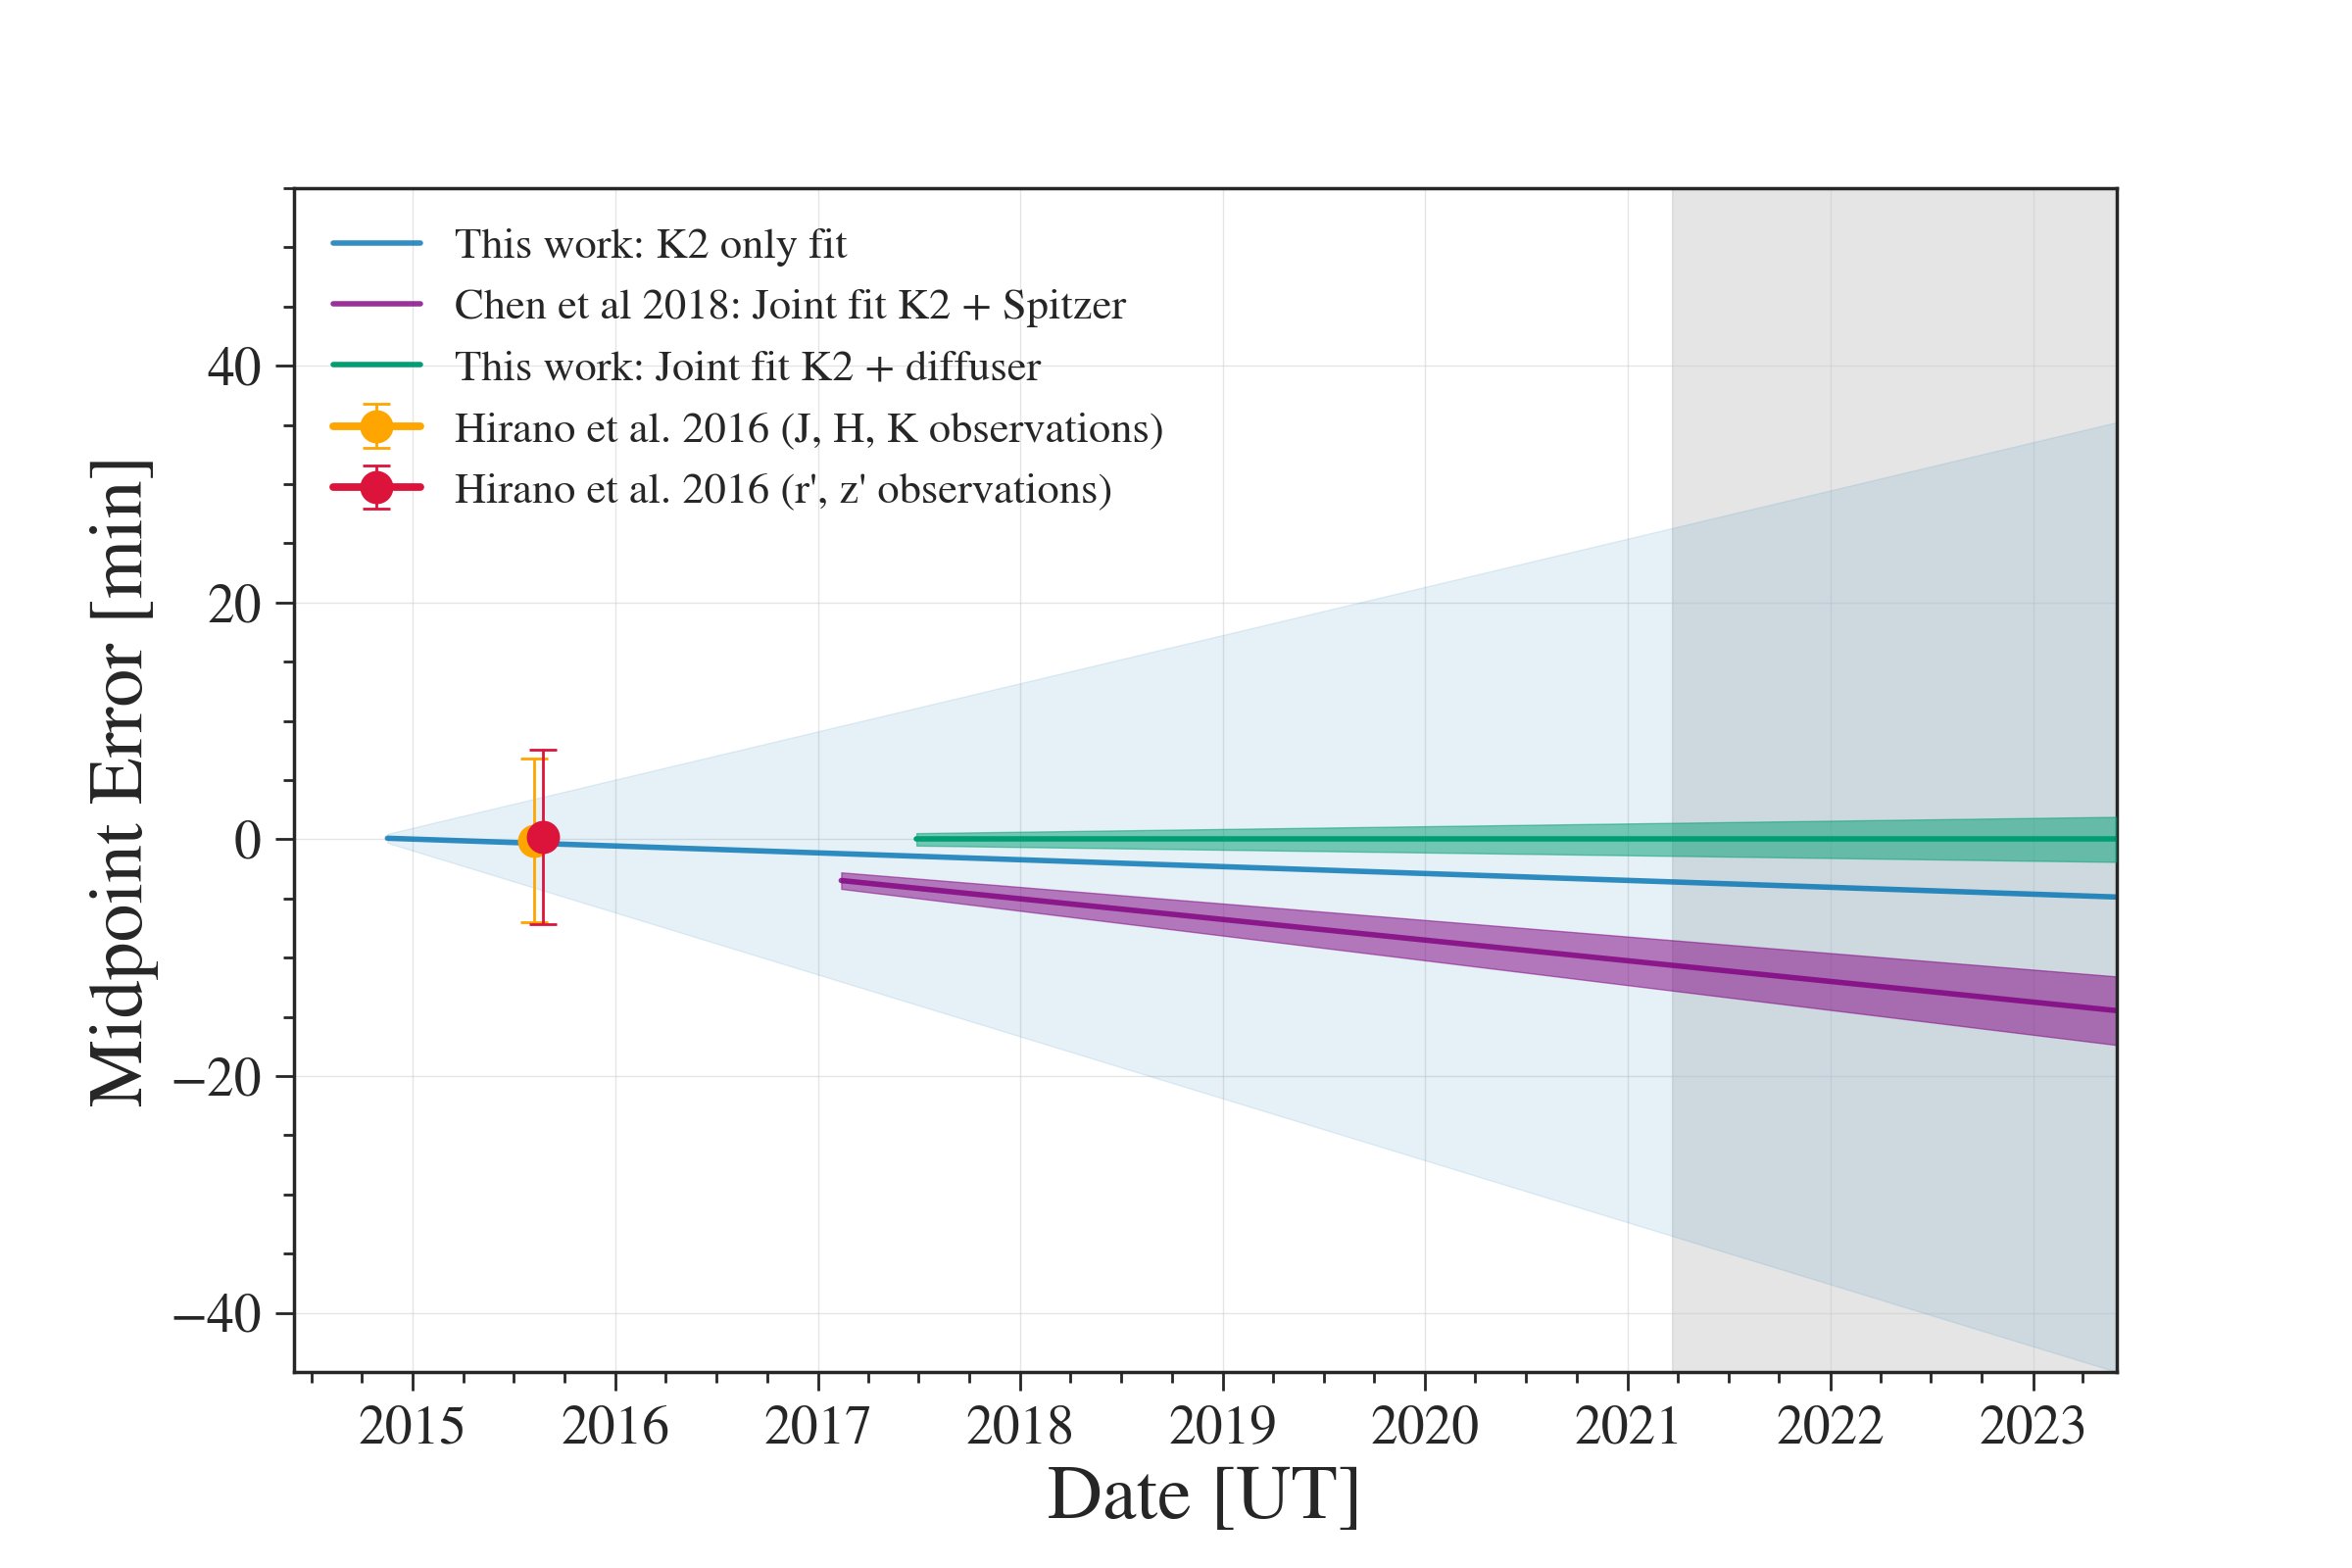 This work: K2 only fit
Chen et al 2018: Joint fit K2 + Spitzer
This work: Joint fit K2 + diffuser
Hirano et al. 2016 (J, H, K observations)
Hirano et al. 2016 (r', z' observations)
Midpoint Error [min]
40
20
0
−20
−40
2015 2016 2017 2018 2019 2020 2021 2022 2023
Date [UT]